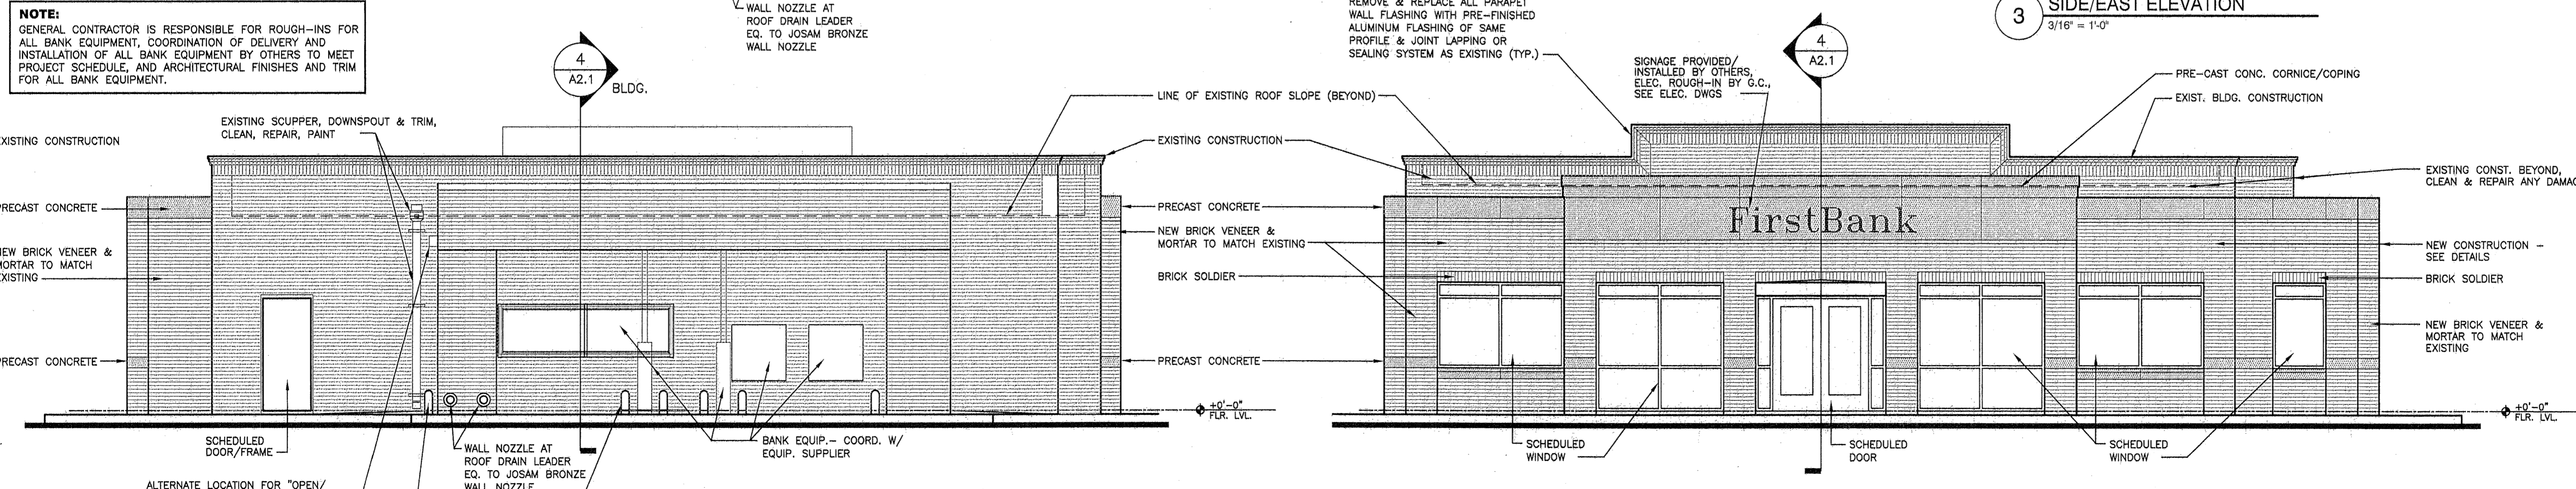 NOTE:
GENERAL CONTRACTOR IS RESPONSIBLE FOR ROUGH-INS FOR
ALL BANK EQUIPMENT, COORDINATION OF DELIVERY AND
INSTALLATION OF ALL BANK EQUIPMENT BY OTHERS TO MEET
PROJECT SCHEDULE, AND ARCHITECTURAL FINISHES AND TRIM
FOR ALL BANK EQUIPMENT.
WALL NOZZLE AT
ROOF DRAIN LEADER
EQ. TO JOSAM BRONZE
WALL NOZZLE
4
A2.1
BLDG.
EXISTING SCUPPER, DOWNSPOUT & TRIM,
CLEAN, REPAIR, PAINT
EXISTING CONSTRUCTION
PRECAST CONCRETE
NEW BRICK VENEER &
MORTAR TO MATCH
EXISTING
PRECAST CONCRETE
SCHEDULED
DOOR/FRAME
ALTERNATE LOCATION FOR "OPEN/
WALL NOZZLE AT
ROOF DRAIN LEADER
EQ. TO JOSAM BRONZE
WALL NOZZLE
BANK EQUIP.- COORD. W/
EQUIP. SUPPLIER
+0'-0"
FLR. LVL.
LINE OF EXISTING ROOF SLOPE (BEYOND)
EXISTING CONSTRUCTION
PRECAST CONCRETE
NEW BRICK VENEER &
MORTAR TO MATCH EXISTING
BRICK SOLDIER
PRECAST CONCRETE
REMOVE & REPLACE ALL PARAPET
WALL FLASHING WITH PRE-FINISHED
ALUMINUM FLASHING OF SAME
PROFILE & JOINT LAPPING OR
SEALING SYSTEM AS EXISTING (TYP.)
SIGNAGE PROVIDED/
INSTALLED BY OTHERS,
ELEC. ROUGH-IN BY G.C.,
SEE ELEC. DWGS
4
A2.1
3
SIDE/EAST ELEVATION
3/16" = 1'-0"
PRE-CAST CONC. CORNICE/COPING
EXIST. BLDG. CONSTRUCTION
EXISTING CONST. BEYOND,
CLEAN & REPAIR ANY
FirstBank
NEW CONSTRUCTION -
SEE DETAILS
BRICK SOLDIER
NEW BRICK VENEER &
MORTAR TO MATCH
EXISTING
+0'-0"
FLR. LVL.
SCHEDULED
WINDOW
SCHEDULED
DOOR
SCHEDULED
WINDOW